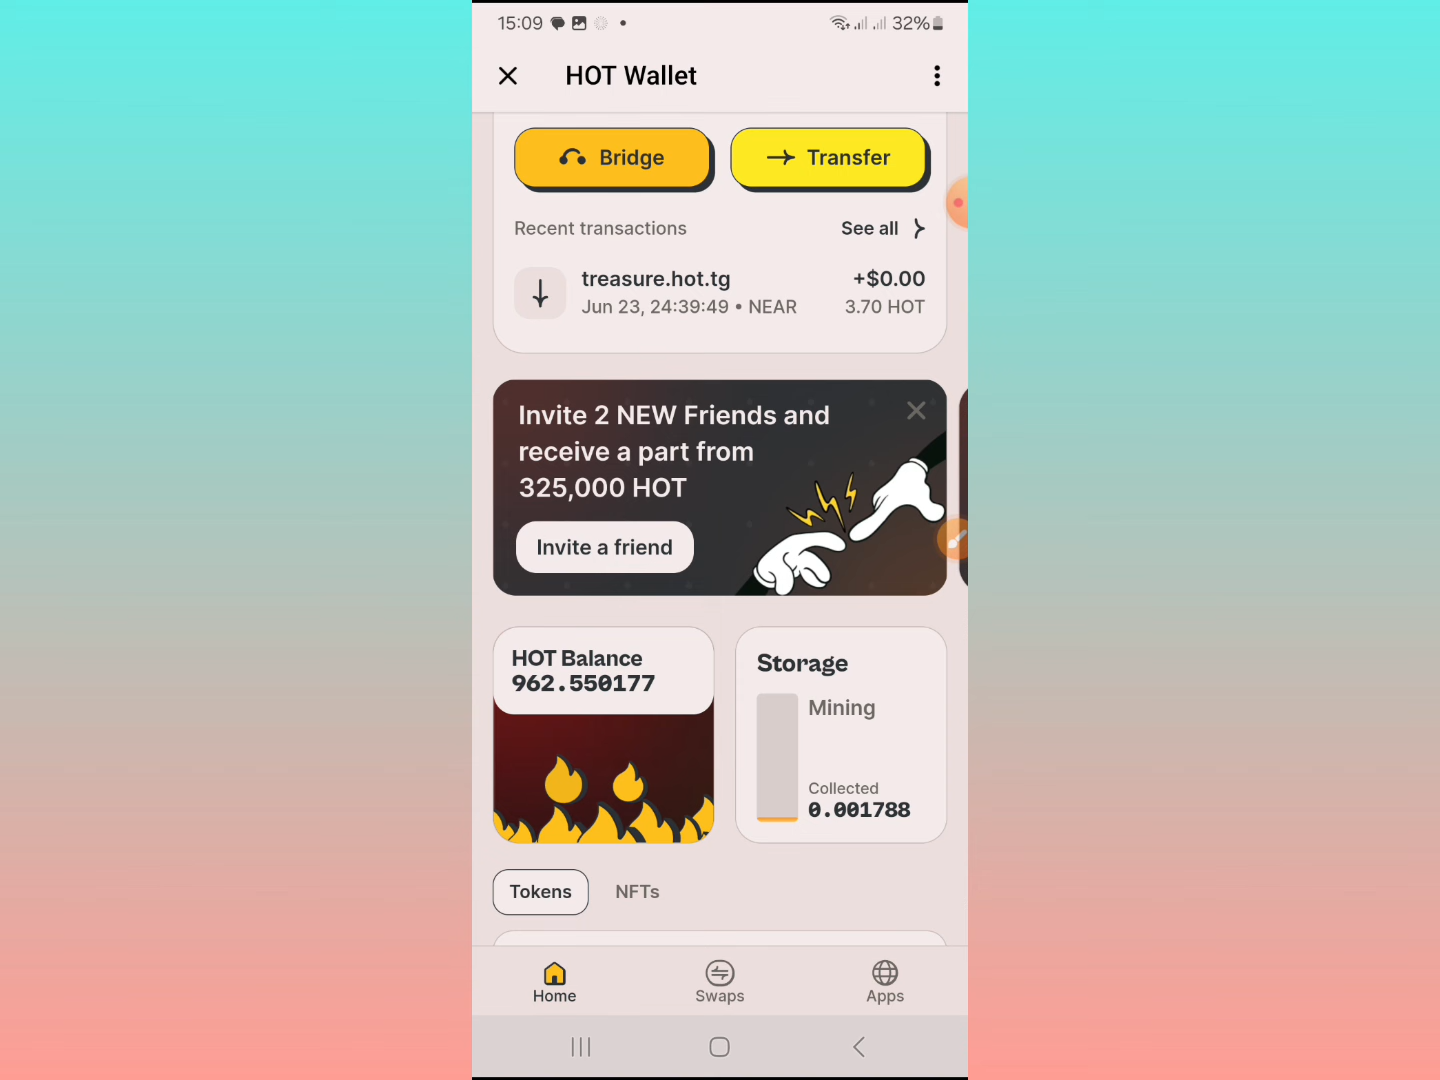 15:09
32%
HOT Wallet
Bridge
Transfer
Recent transactions
See all
treasure.hot.tg
+$0.00
Jun 23, 24:39:49 • NEAR
3.70 HOT
Invite 2 NEW Friends and
receive a part from
325,000 HOT
Invite a friend
HOT Balance
962.550177
Storage
Mining
Collected
0.001788
Tokens
NFTs
Home
Swaps
Apps